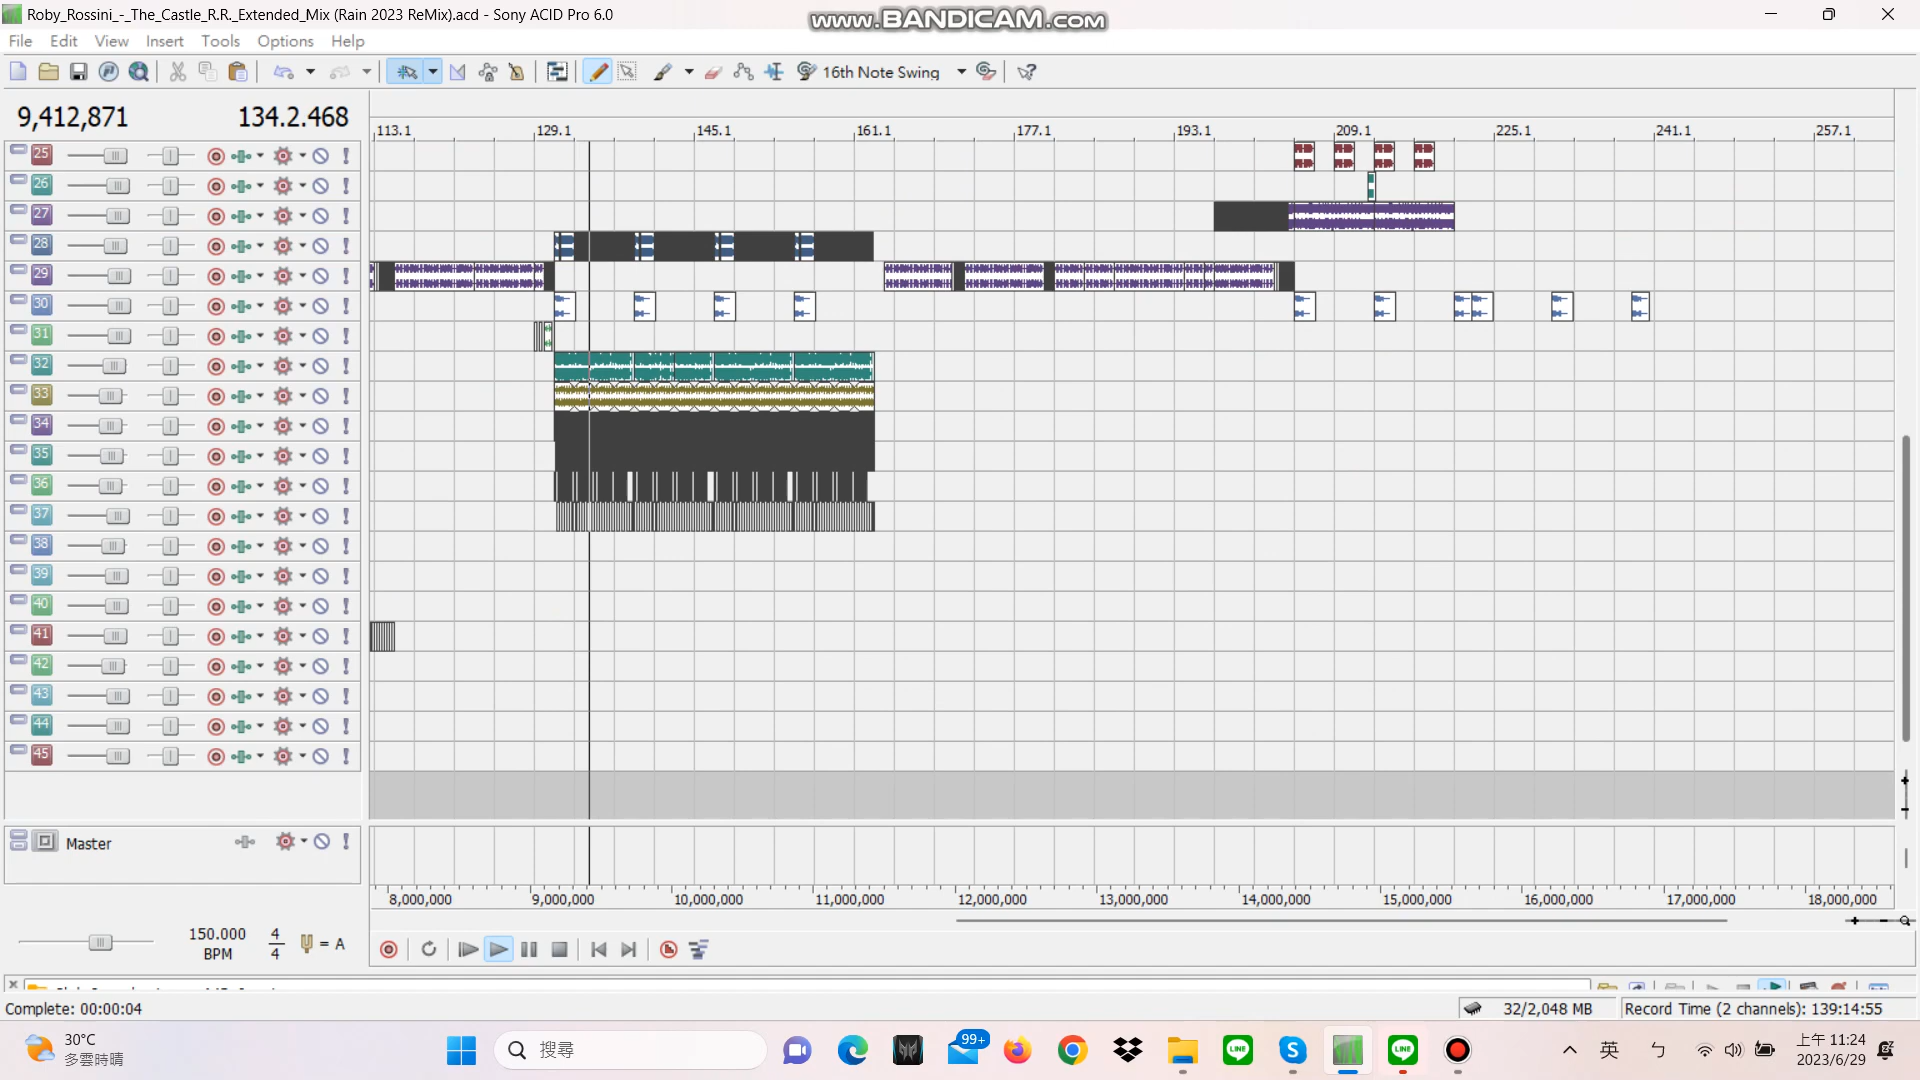 Roby_Rossini_-_The_Castle_R.R._Extended_Mix (Rain 2023 ReMix).acd - Sony ACID Pro 6.0
www.BANDICAM.com
File Edit View Insert Tools Options Help
16th Note Swing
9,412,871 134.2.468
113.1 129.1 145.1 161.1 177.1 193.1 209.1 225.1 241.1 257.1
25
26
27
28
29
30
31
32
33
34
35
36
37
38
39
40
41
42
43
44
45
Master
8,000,000 9,000,000 10,000,000 11,000,000 12,000,000 13,000,000 14,000,000 15,000,000 16,000,000 17,000,000 18,000,000
150.000 BPM
4/4
= A
Complete: 00:00:04
32/2,048 MB
Record Time (2 channels): 139:14:55
30°C
多雲時晴
搜尋
99+
LINE
LINE
英
ㄅ
上午 11:24
2023/6/29